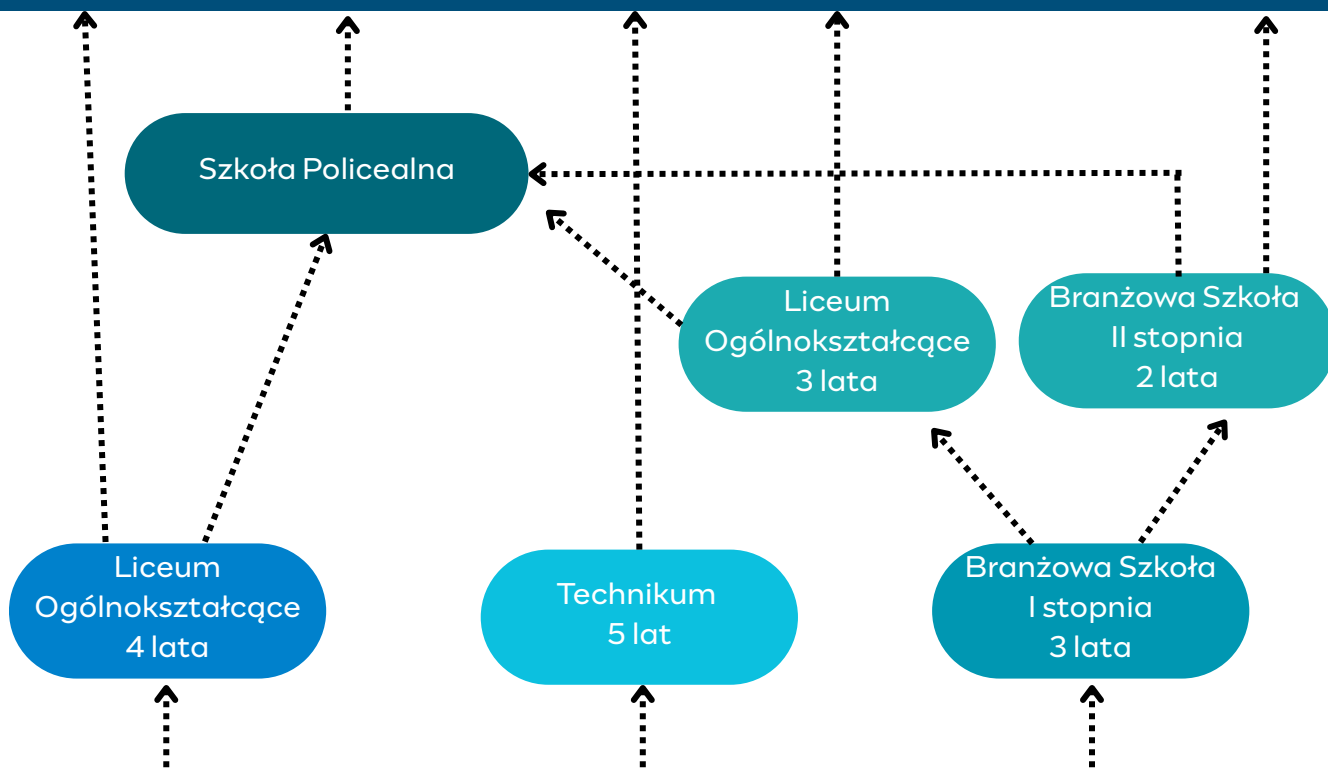 Szkoła Policealna
Liceum
Ogólnokształcące
3 lata
Branżowa Szkoła
II stopnia
2 lata
Liceum
Ogólnokształcące
4 lata
Technikum
5 lat
Branżowa Szkoła
I stopnia
3 lata